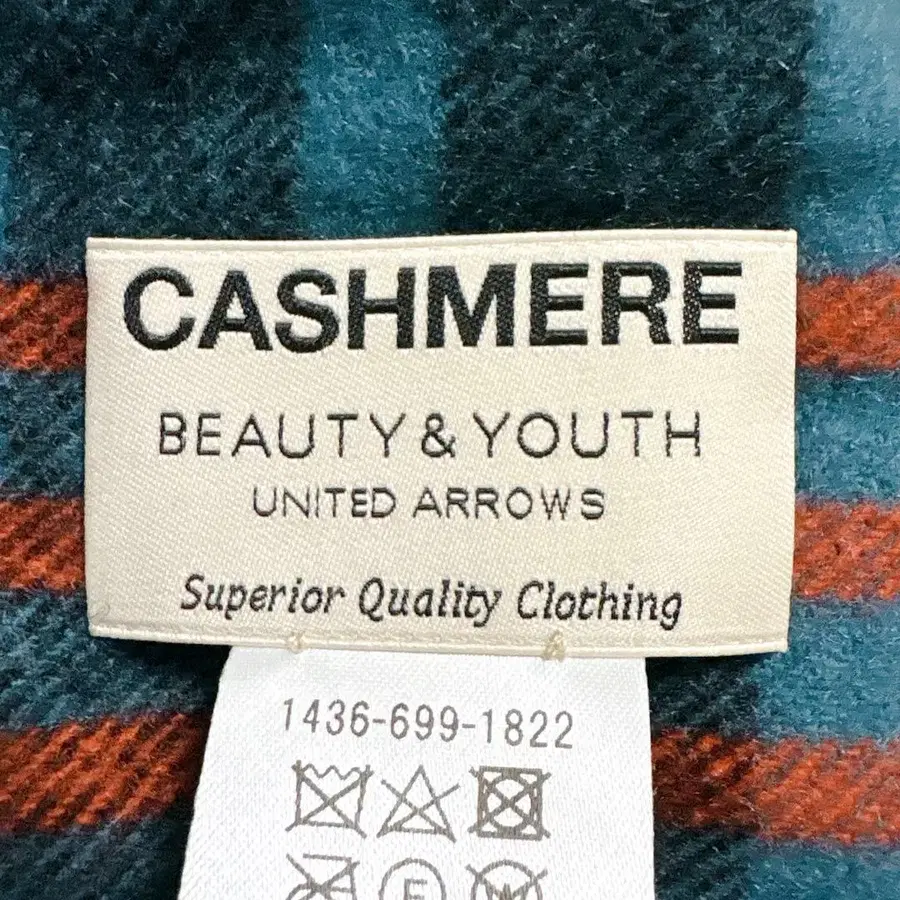 CASHMERE
BEAUTY & YOUTH
UNITED ARROWS
Superior Quality Clothing
1436-699-1822
F W